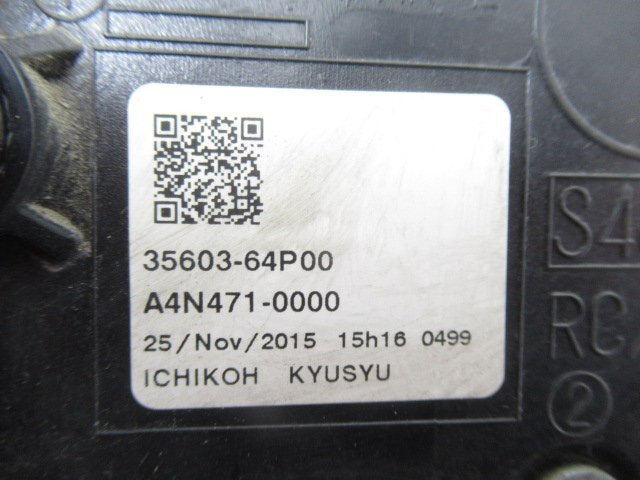 35603-64P00
A4N471-0000
25/Nov/2015 15h16 0499
ICHIKOH KYUSYU
S4
RC
2